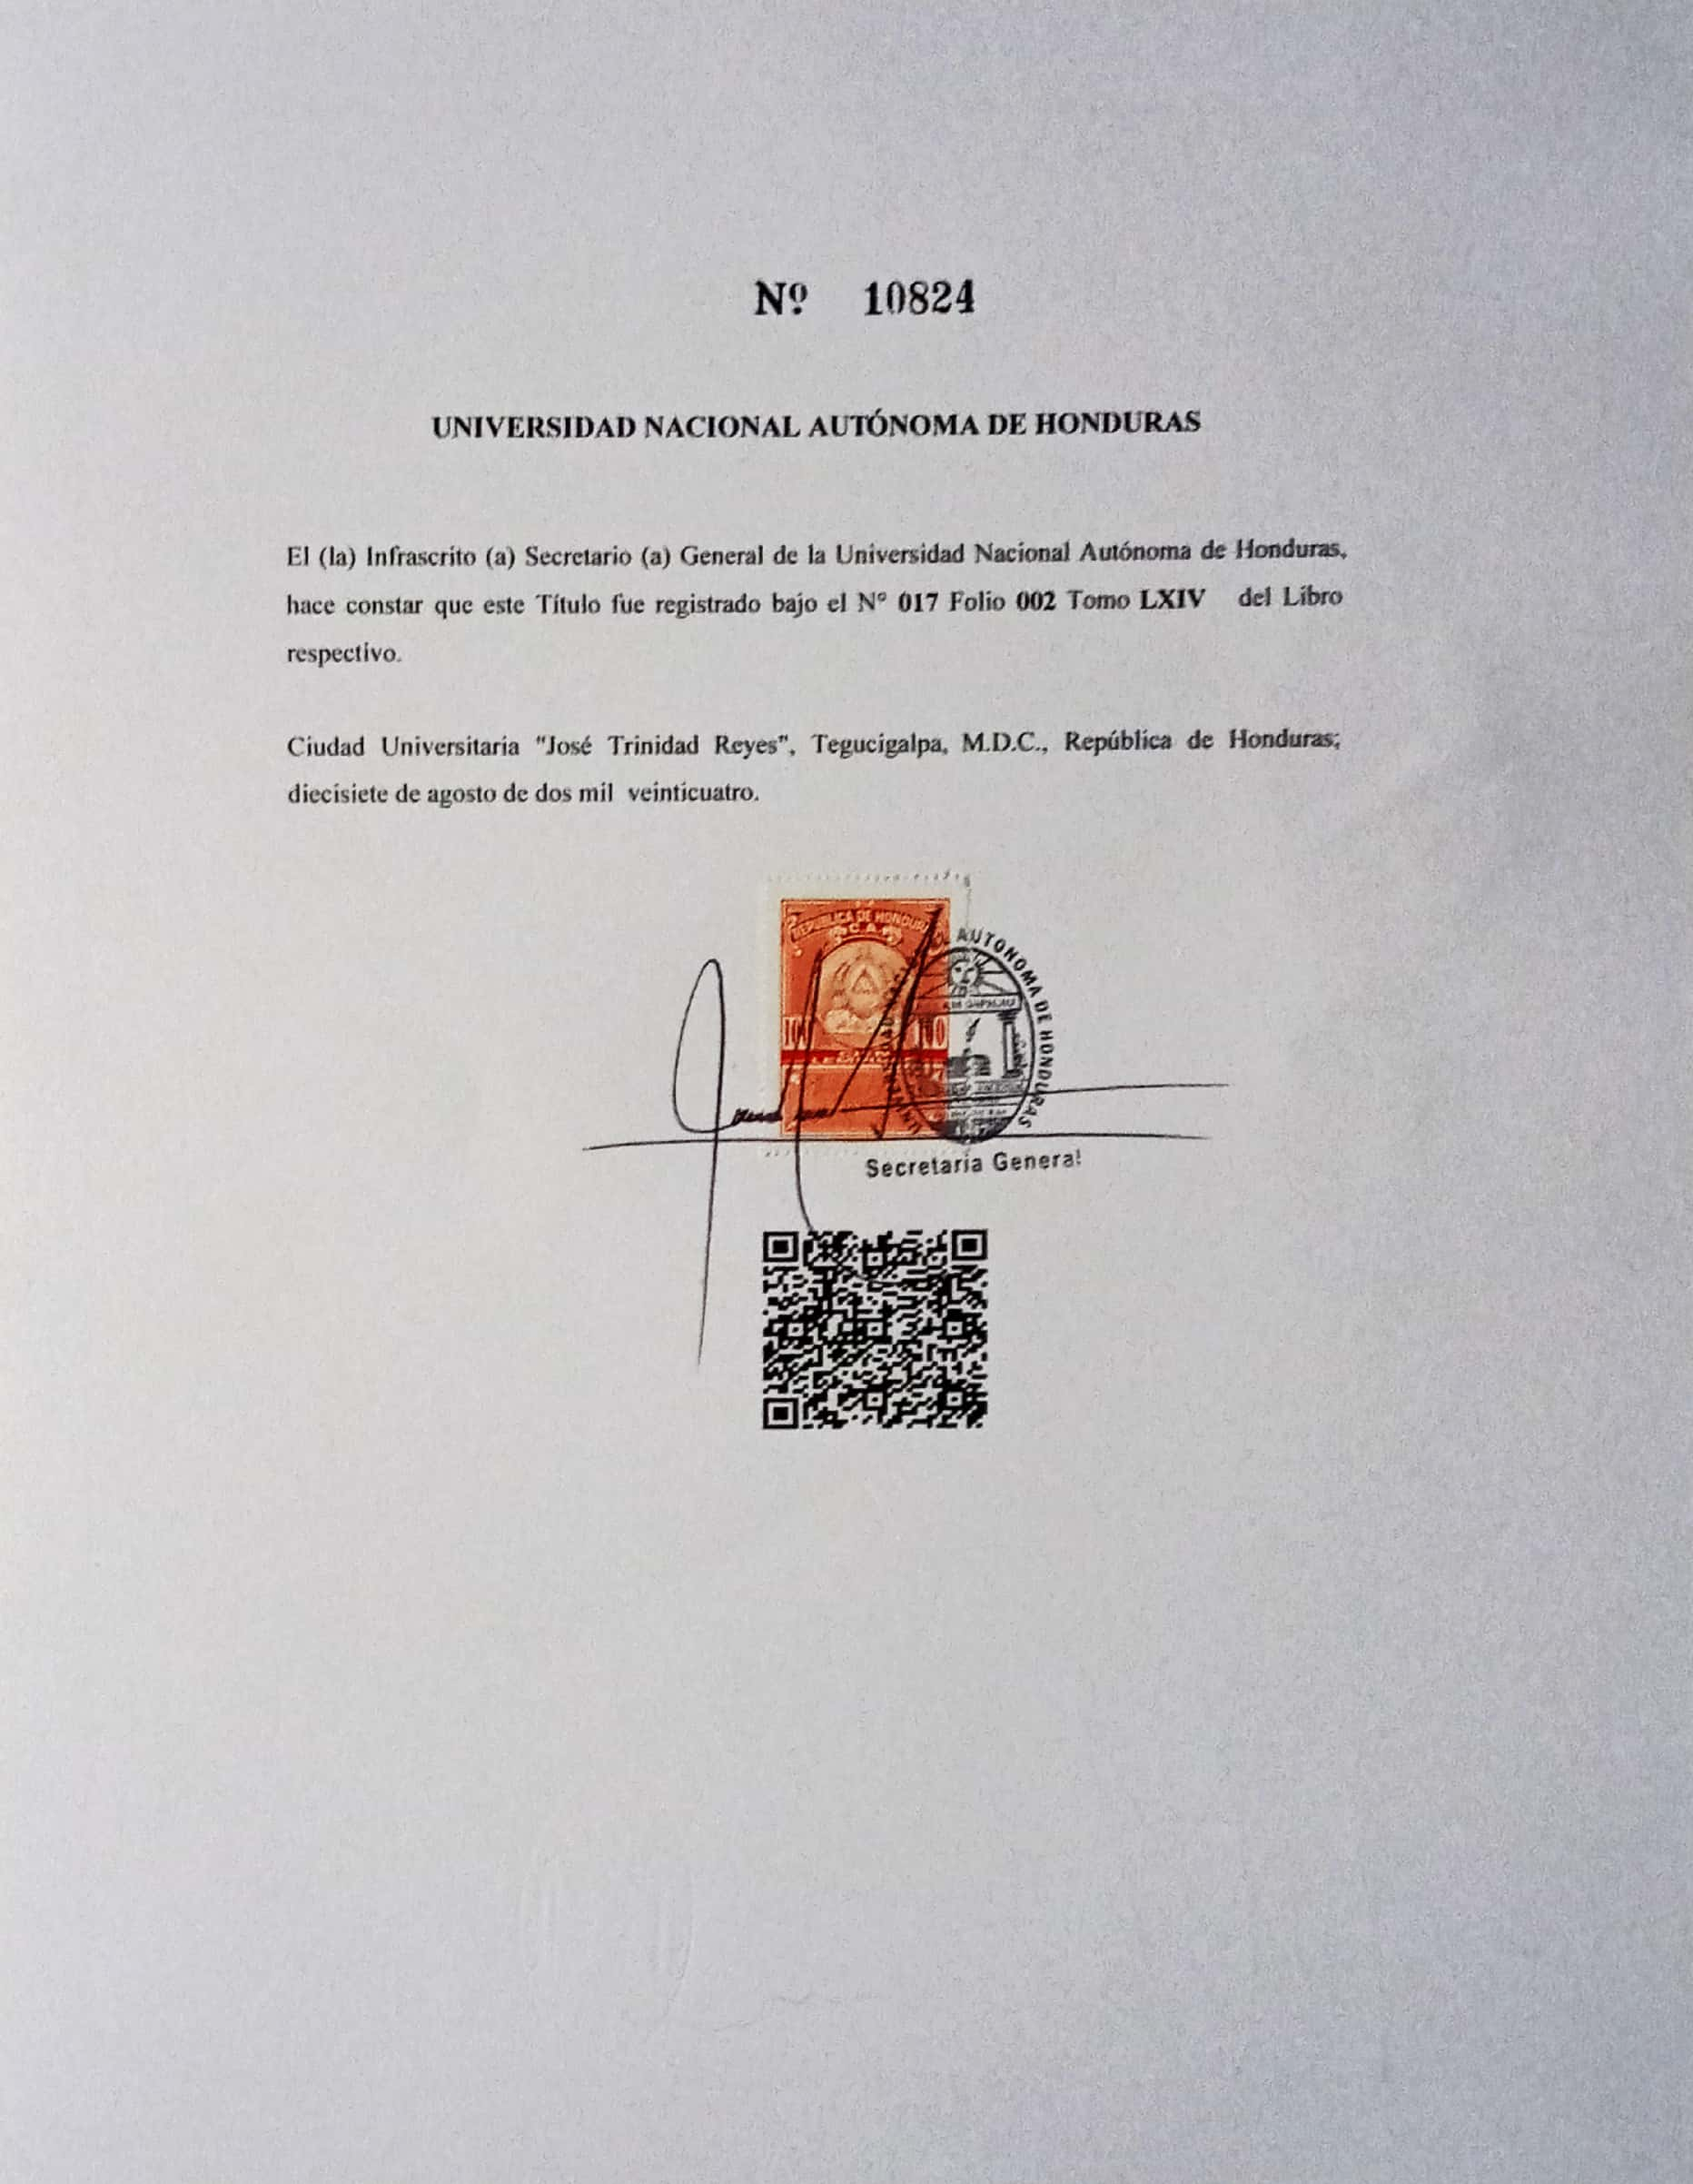 Nº 10824
UNIVERSIDAD NACIONAL AUTÓNOMA DE HONDURAS
El (la) Infrascrito (a) Secretario (a) General de la Universidad Nacional Autónoma de Honduras,
hace constar que este Título fue registrado bajo el N° 017 Folio 002 Tomo LXIV del Libro
respectivo.
Ciudad Universitaria "José Trinidad Reyes", Tegucigalpa, M.D.C., República de Honduras;
diecisiete de agosto de dos mil veinticuatro.
REPUBLICA DE HONDURAS
C. A.
AUTONOMA DE HONDURAS
Secretaría General